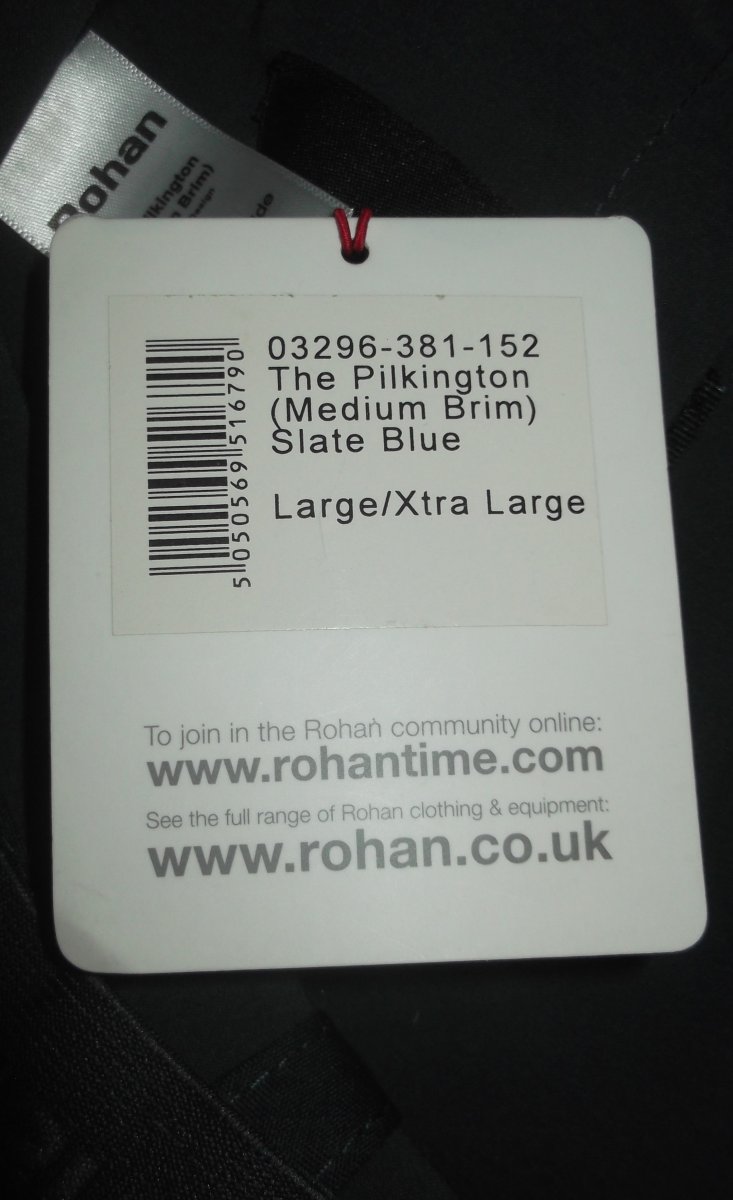 Rohan
Brim)
03296-381-152
The Pilkington
(Medium Brim)
Slate Blue
Large/Xtra Large
5 050569 516790
To join in the Rohan community online:
www.rohantime.com
See the full range of Rohan clothing & equipment:
www.rohan.co.uk